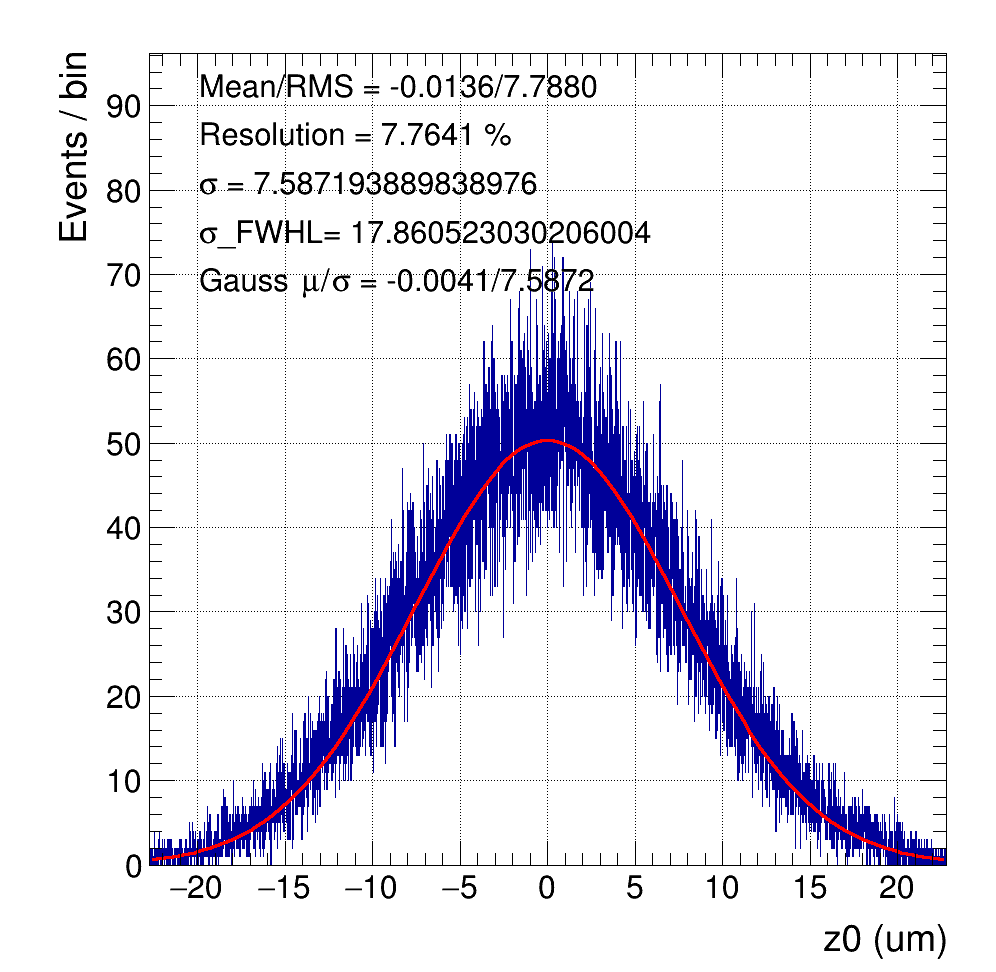 Events / bin
Mean/RMS = -0.0136/7.7880
Resolution = 7.7641 %
σ = 7.587193889838976
σ_FWHL= 17.860523030206004
Gauss μ/σ = -0.0041/7.5872
90
80
70
60
50
40
30
20
10
0
−20 −15 −10 −5 0 5 10 15 20
z0 (um)